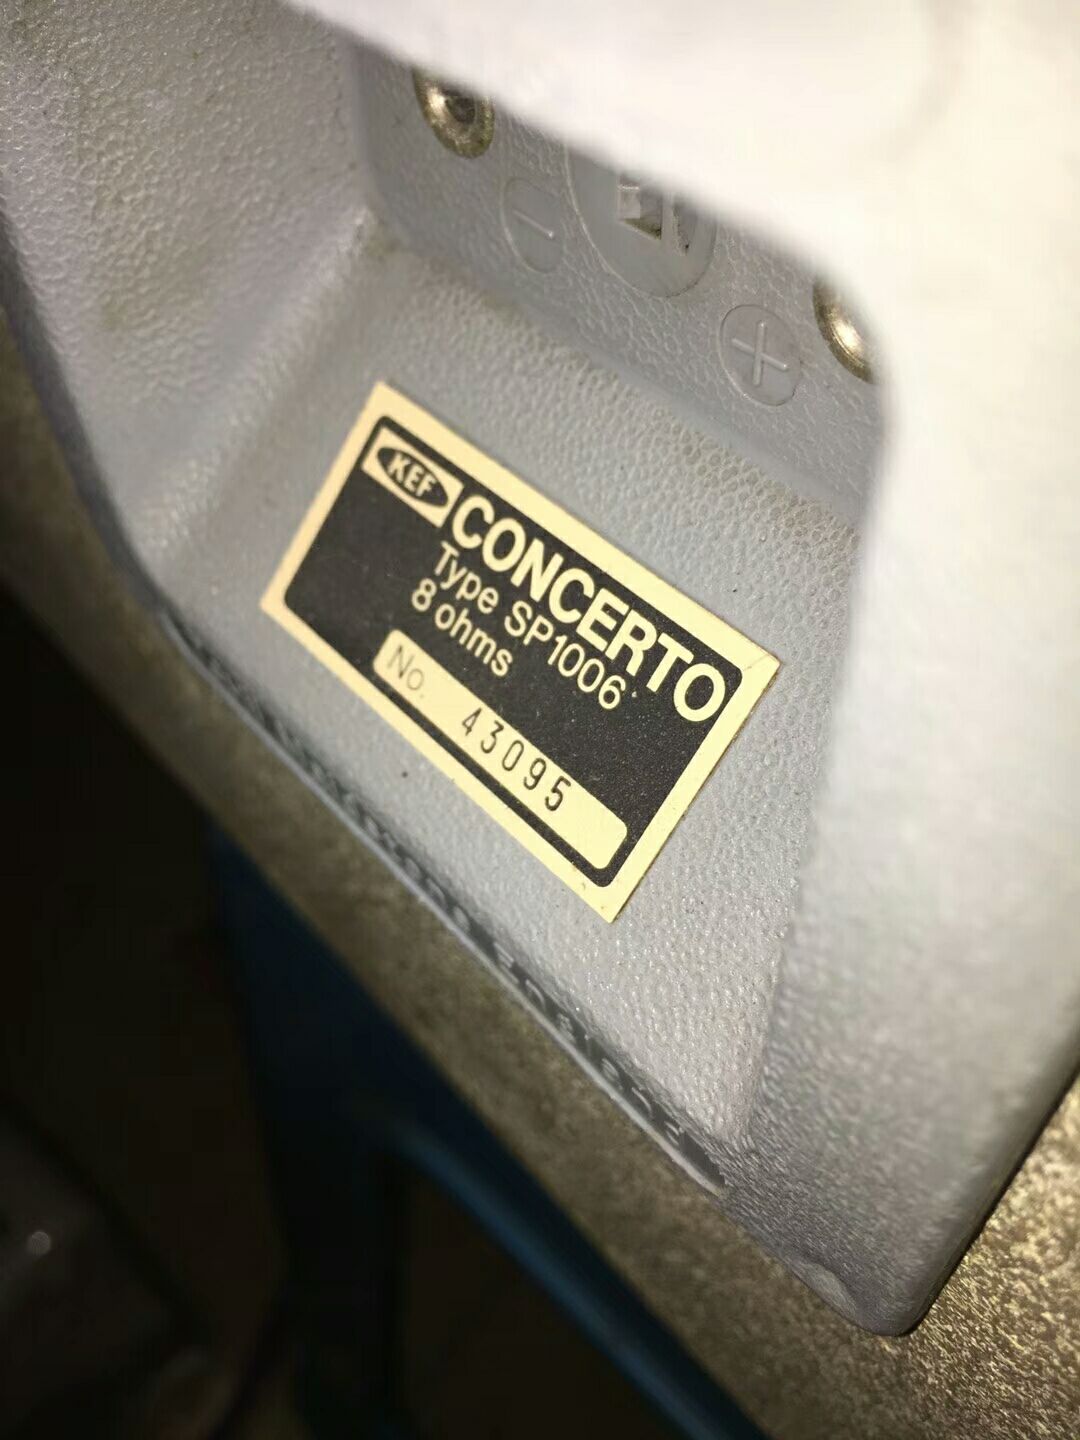 −
+
KEF CONCERTO
Type SP1006
8 ohms
No. 43095